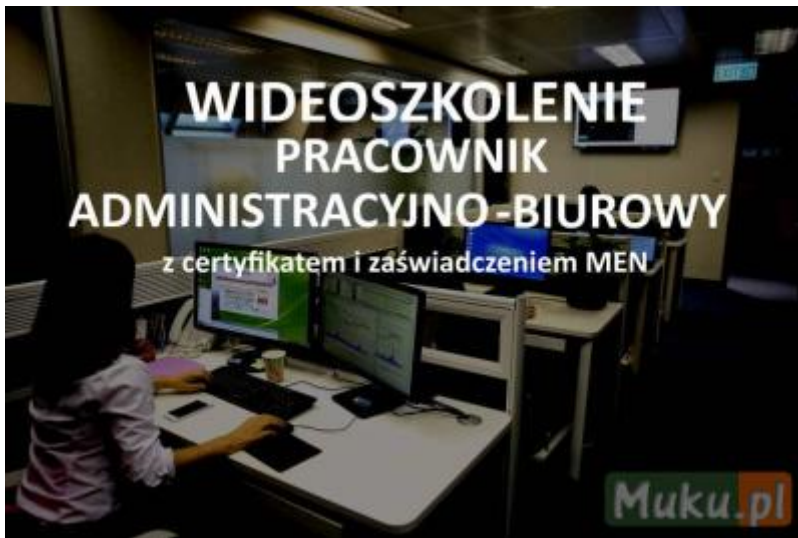 WIDEOSZKOLENIE
PRACOWNIK
ADMINISTRACYJNO-BIUROWY
z certyfikatem i zaświadczeniem MEN
Muku.pl